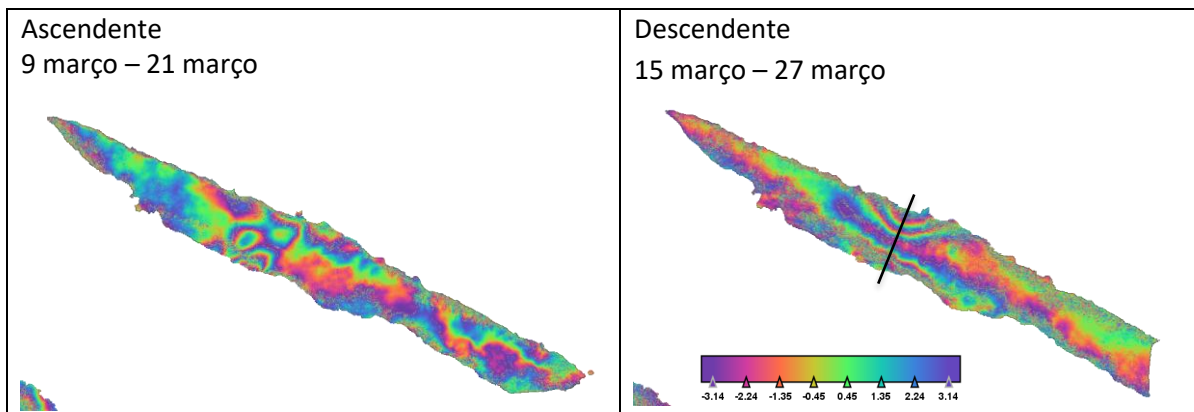 Ascendente
9 março – 21 março
Descendente
15 março – 27 março
-3.14 -2.24 -1.35 -0.45 0.45 1.35 2.24 3.14